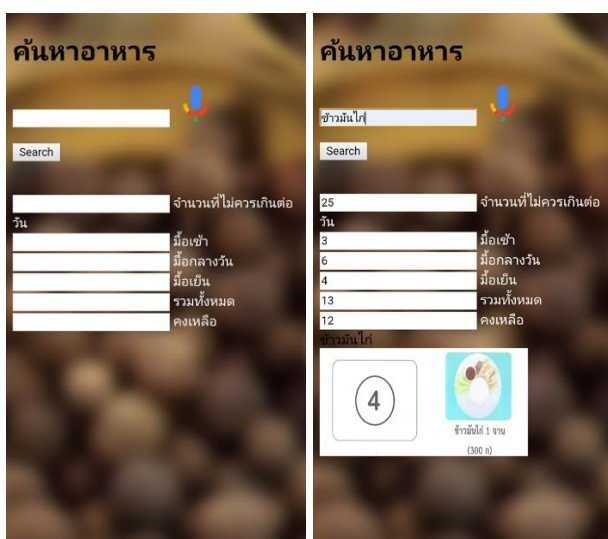 ค้นหาอาหาร
Search
จำนวนที่ไม่ควรเกินต่อ
วัน
มื้อเช้า
มื้อกลางวัน
มื้อเย็น
รวมทั้งหมด
คงเหลือ
ค้นหาอาหาร
ข้าวมันไก่
Search
25 จำนวนที่ไม่ควรเกินต่อ
วัน
3 มื้อเช้า
6 มื้อกลางวัน
4 มื้อเย็น
13 รวมทั้งหมด
12 คงเหลือ
ข้าวมันไก่
4
ข้าวมันไก่ 1 จาน
(300 ก)